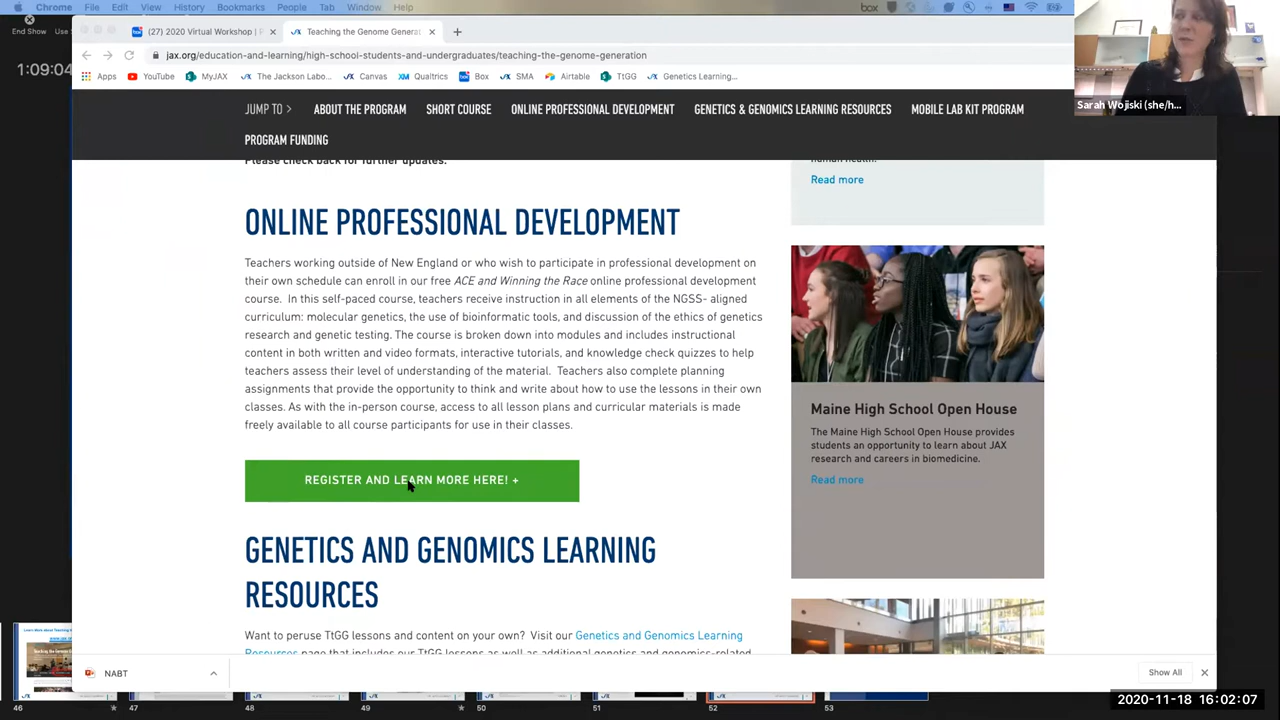 Chrome File Edit View History Bookmarks People Tab Window Help box
End Show Use S
1:09:04
(27) 2020 Virtual Workshop | P
Teaching the Genome Generat
jax.org/education-and-learning/high-school-students-and-undergraduates/teaching-the-genome-generation
Apps YouTube MyJAX The Jackson Labo... Canvas Qualtrics Box SMA Airtable TtGG Genetics Learning...
Sarah Wojiski (she/h...
JUMP TO > ABOUT THE PROGRAM SHORT COURSE ONLINE PROFESSIONAL DEVELOPMENT GENETICS & GENOMICS LEARNING RESOURCES MOBILE LAB KIT PROGRAM
PROGRAM FUNDING
Please check back for further updates.
ONLINE PROFESSIONAL DEVELOPMENT
Teachers working outside of New England or who wish to participate in professional development on
their own schedule can enroll in our free ACE and Winning the Race online professional development
course. In this self-paced course, teachers receive instruction in all elements of the NGSS- aligned
curriculum: molecular genetics, the use of bioinformatic tools, and discussion of the ethics of genetics
research and genetic testing. The course is broken down into modules and includes instructional
content in both written and video formats, interactive tutorials, and knowledge check quizzes to help
teachers assess their level of understanding of the material. Teachers also complete planning
assignments that provide the opportunity to think and write about how to use the lessons in their own
classes. As with the in-person course, access to all lesson plans and curricular materials is made
freely available to all course participants for use in their classes.
REGISTER AND LEARN MORE HERE! +
GENETICS AND GENOMICS LEARNING
RESOURCES
Want to peruse TtGG lessons and content on your own? Visit our Genetics and Genomics Learning
Resources page that includes our TtGG lessons as well as additional genetics and genomics-related
human health.
Read more
Maine High School Open House
The Maine High School Open House provides
students an opportunity to learn about JAX
research and careers in biomedicine.
Read more
NABT
Show All
2020-11-18 16:02:07
46 47 48 49 50 51 52 53